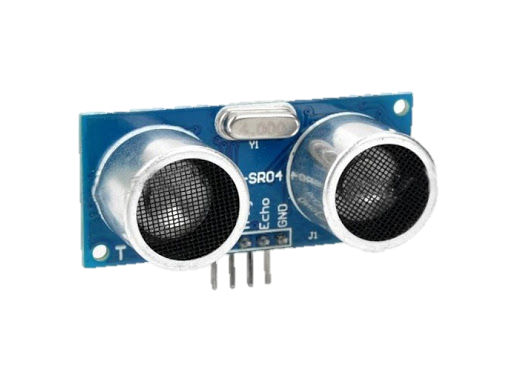 4.000
Y1
-SR04
Echo
GND
J1
T